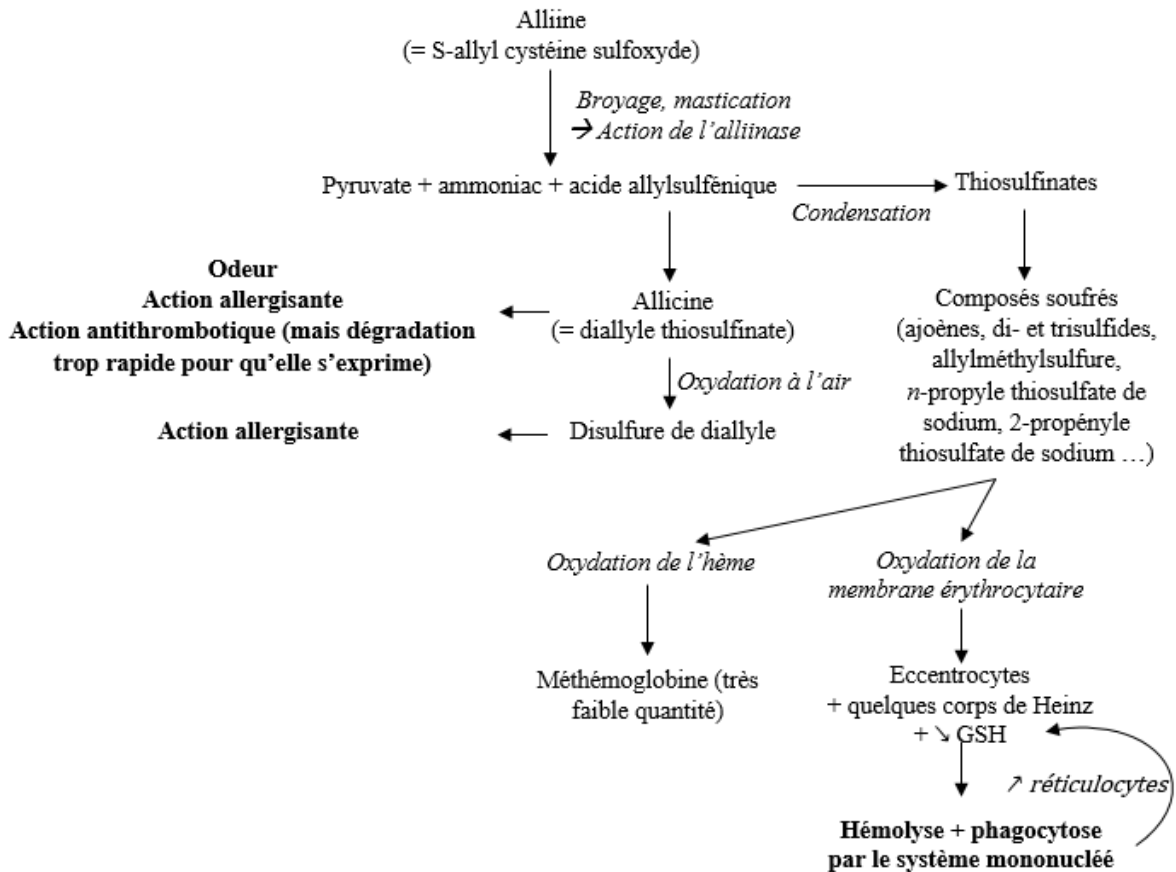 Alliine
(= S-allyl cystéine sulfoxyde)
Broyage, mastication
→ Action de l’alliinase
Pyruvate + ammoniac + acide allylsulfénique
Condensation
Thiosulfinates
Odeur
Action allergisante
Action antithrombotique (mais dégradation
trop rapide pour qu’elle s’exprime)
Allicine
(= diallyle thiosulfinate)
Composés soufrés
(ajoènes, di- et trisulfides,
allylméthylsulfure,
n-propyle thiosulfate de
sodium, 2-propényle
thiosulfate de sodium …)
Oxydation à l’air
Action allergisante
Disulfure de diallyle
Oxydation de l’hème
Oxydation de la
membrane érythrocytaire
Méthémoglobine (très
faible quantité)
Eccentrocytes
+ quelques corps de Heinz
+ ↘ GSH
↗ réticulocytes
Hémolyse + phagocytose
par le système mononucléé